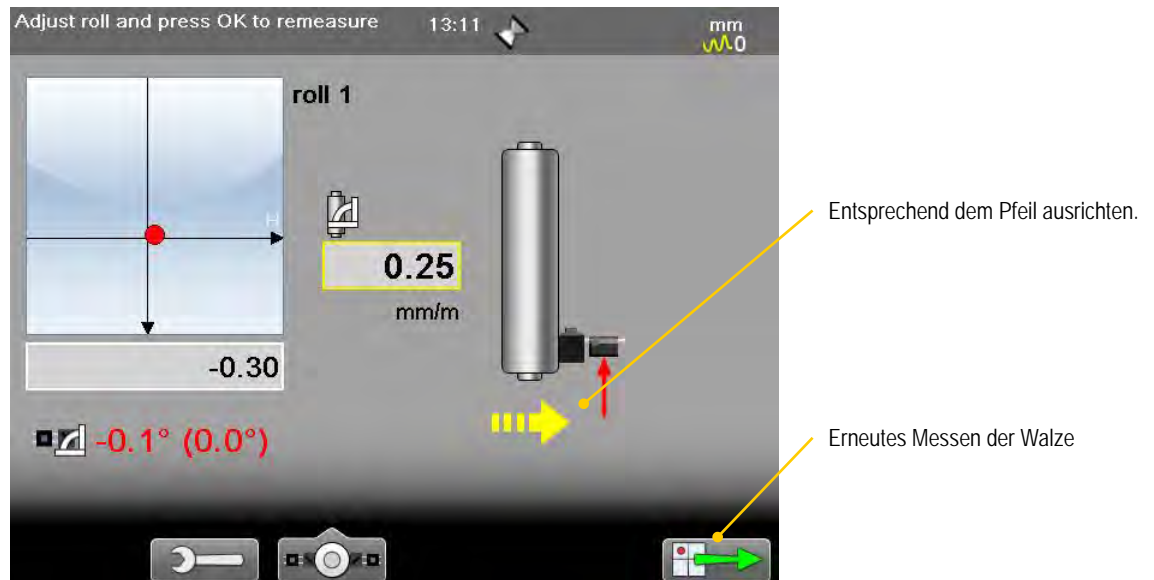 Adjust roll and press OK to remeasure 13:11 mm
0
roll 1
H
0.25
mm/m
-0.30
-0.1° (0.0°)
Entsprechend dem Pfeil ausrichten.
Erneutes Messen der Walze